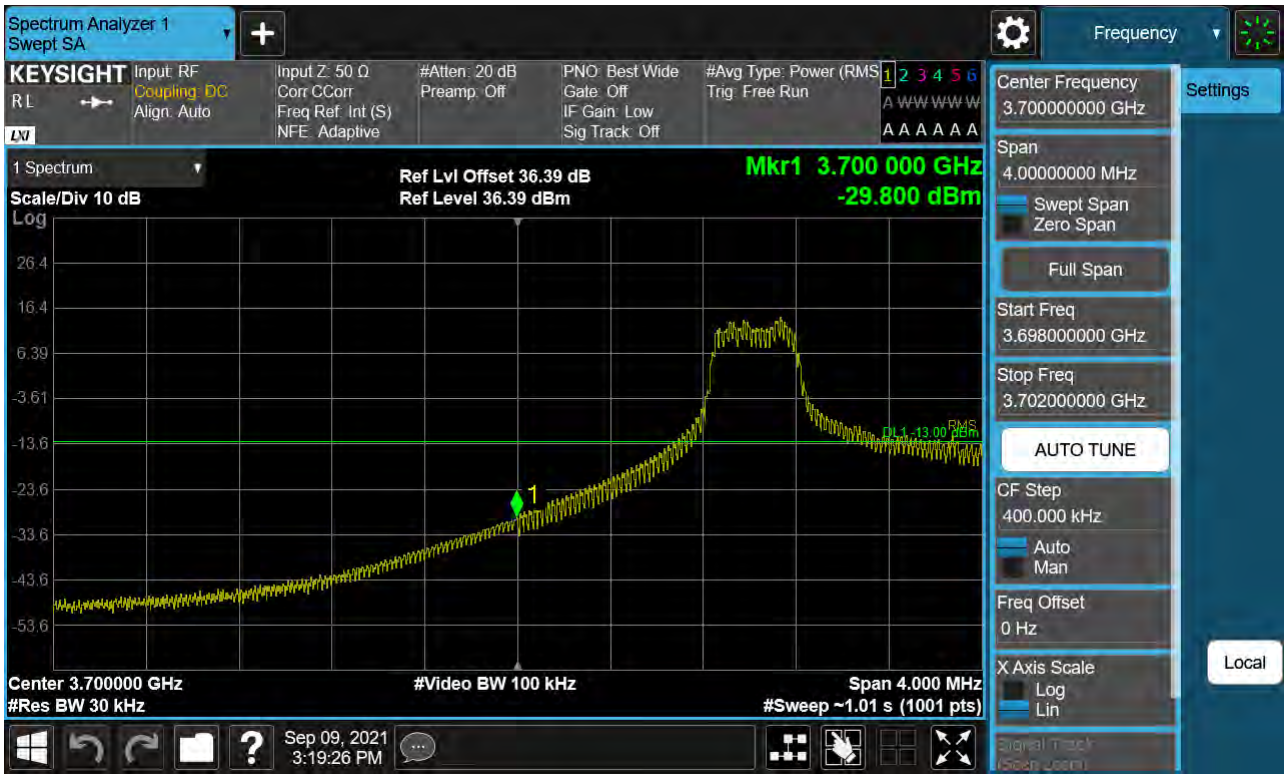 Spectrum Analyzer 1
Swept SA
+
Frequency
KEYSIGHT
RL
LXI
Input: RF
Coupling: DC
Align: Auto
Input Z: 50 Ω
Corr CCorr
Freq Ref: Int (S)
NFE: Adaptive
#Atten: 20 dB
Preamp: Off
PNO: Best Wide
Gate: Off
IF Gain: Low
Sig Track: Off
#Avg Type: Power (RMS
Trig: Free Run
1 2 3 4 5 6
A W W W W W
A A A A A A
1 Spectrum
Scale/Div 10 dB
Log
Ref Lvl Offset 36.39 dB
Ref Level 36.39 dBm
Mkr1 3.700 000 GHz
-29.800 dBm
26.4
16.4
6.39
-3.61
-13.6
-23.6
-33.6
-43.6
-53.6
1
RMS
DL1 -13.00 dBm
Center 3.700000 GHz
#Res BW 30 kHz
#Video BW 100 kHz
Span 4.000 MHz
#Sweep ~1.01 s (1001 pts)
Center Frequency
3.700000000 GHz
Span
4.00000000 MHz
Swept Span
Zero Span
Full Span
Start Freq
3.698000000 GHz
Stop Freq
3.702000000 GHz
AUTO TUNE
CF Step
400.000 kHz
Auto
Man
Freq Offset
0 Hz
X Axis Scale
Log
Lin
Signal Track
(Span Zoom)
Settings
Local
?
Sep 09, 2021
3:19:26 PM